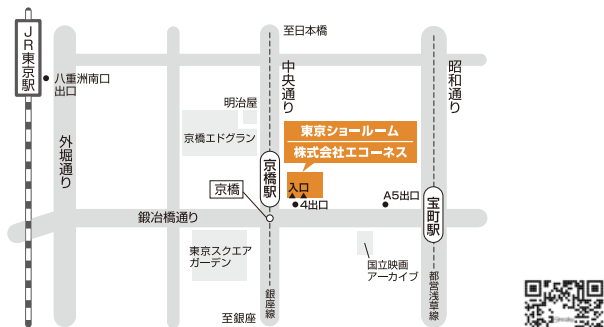 JR東京駅
八重洲南口
出口
外堀通り
至日本橋
中央通り
昭和通り
明治屋
京橋エドグラン
東京ショールーム
株式会社エコーネス
京橋駅
入口
4出口
A5出口
京橋
宝町駅
鍛冶橋通り
東京スクエア
ガーデン
国立映画
アーカイブ
銀座線
都営浅草線
至銀座